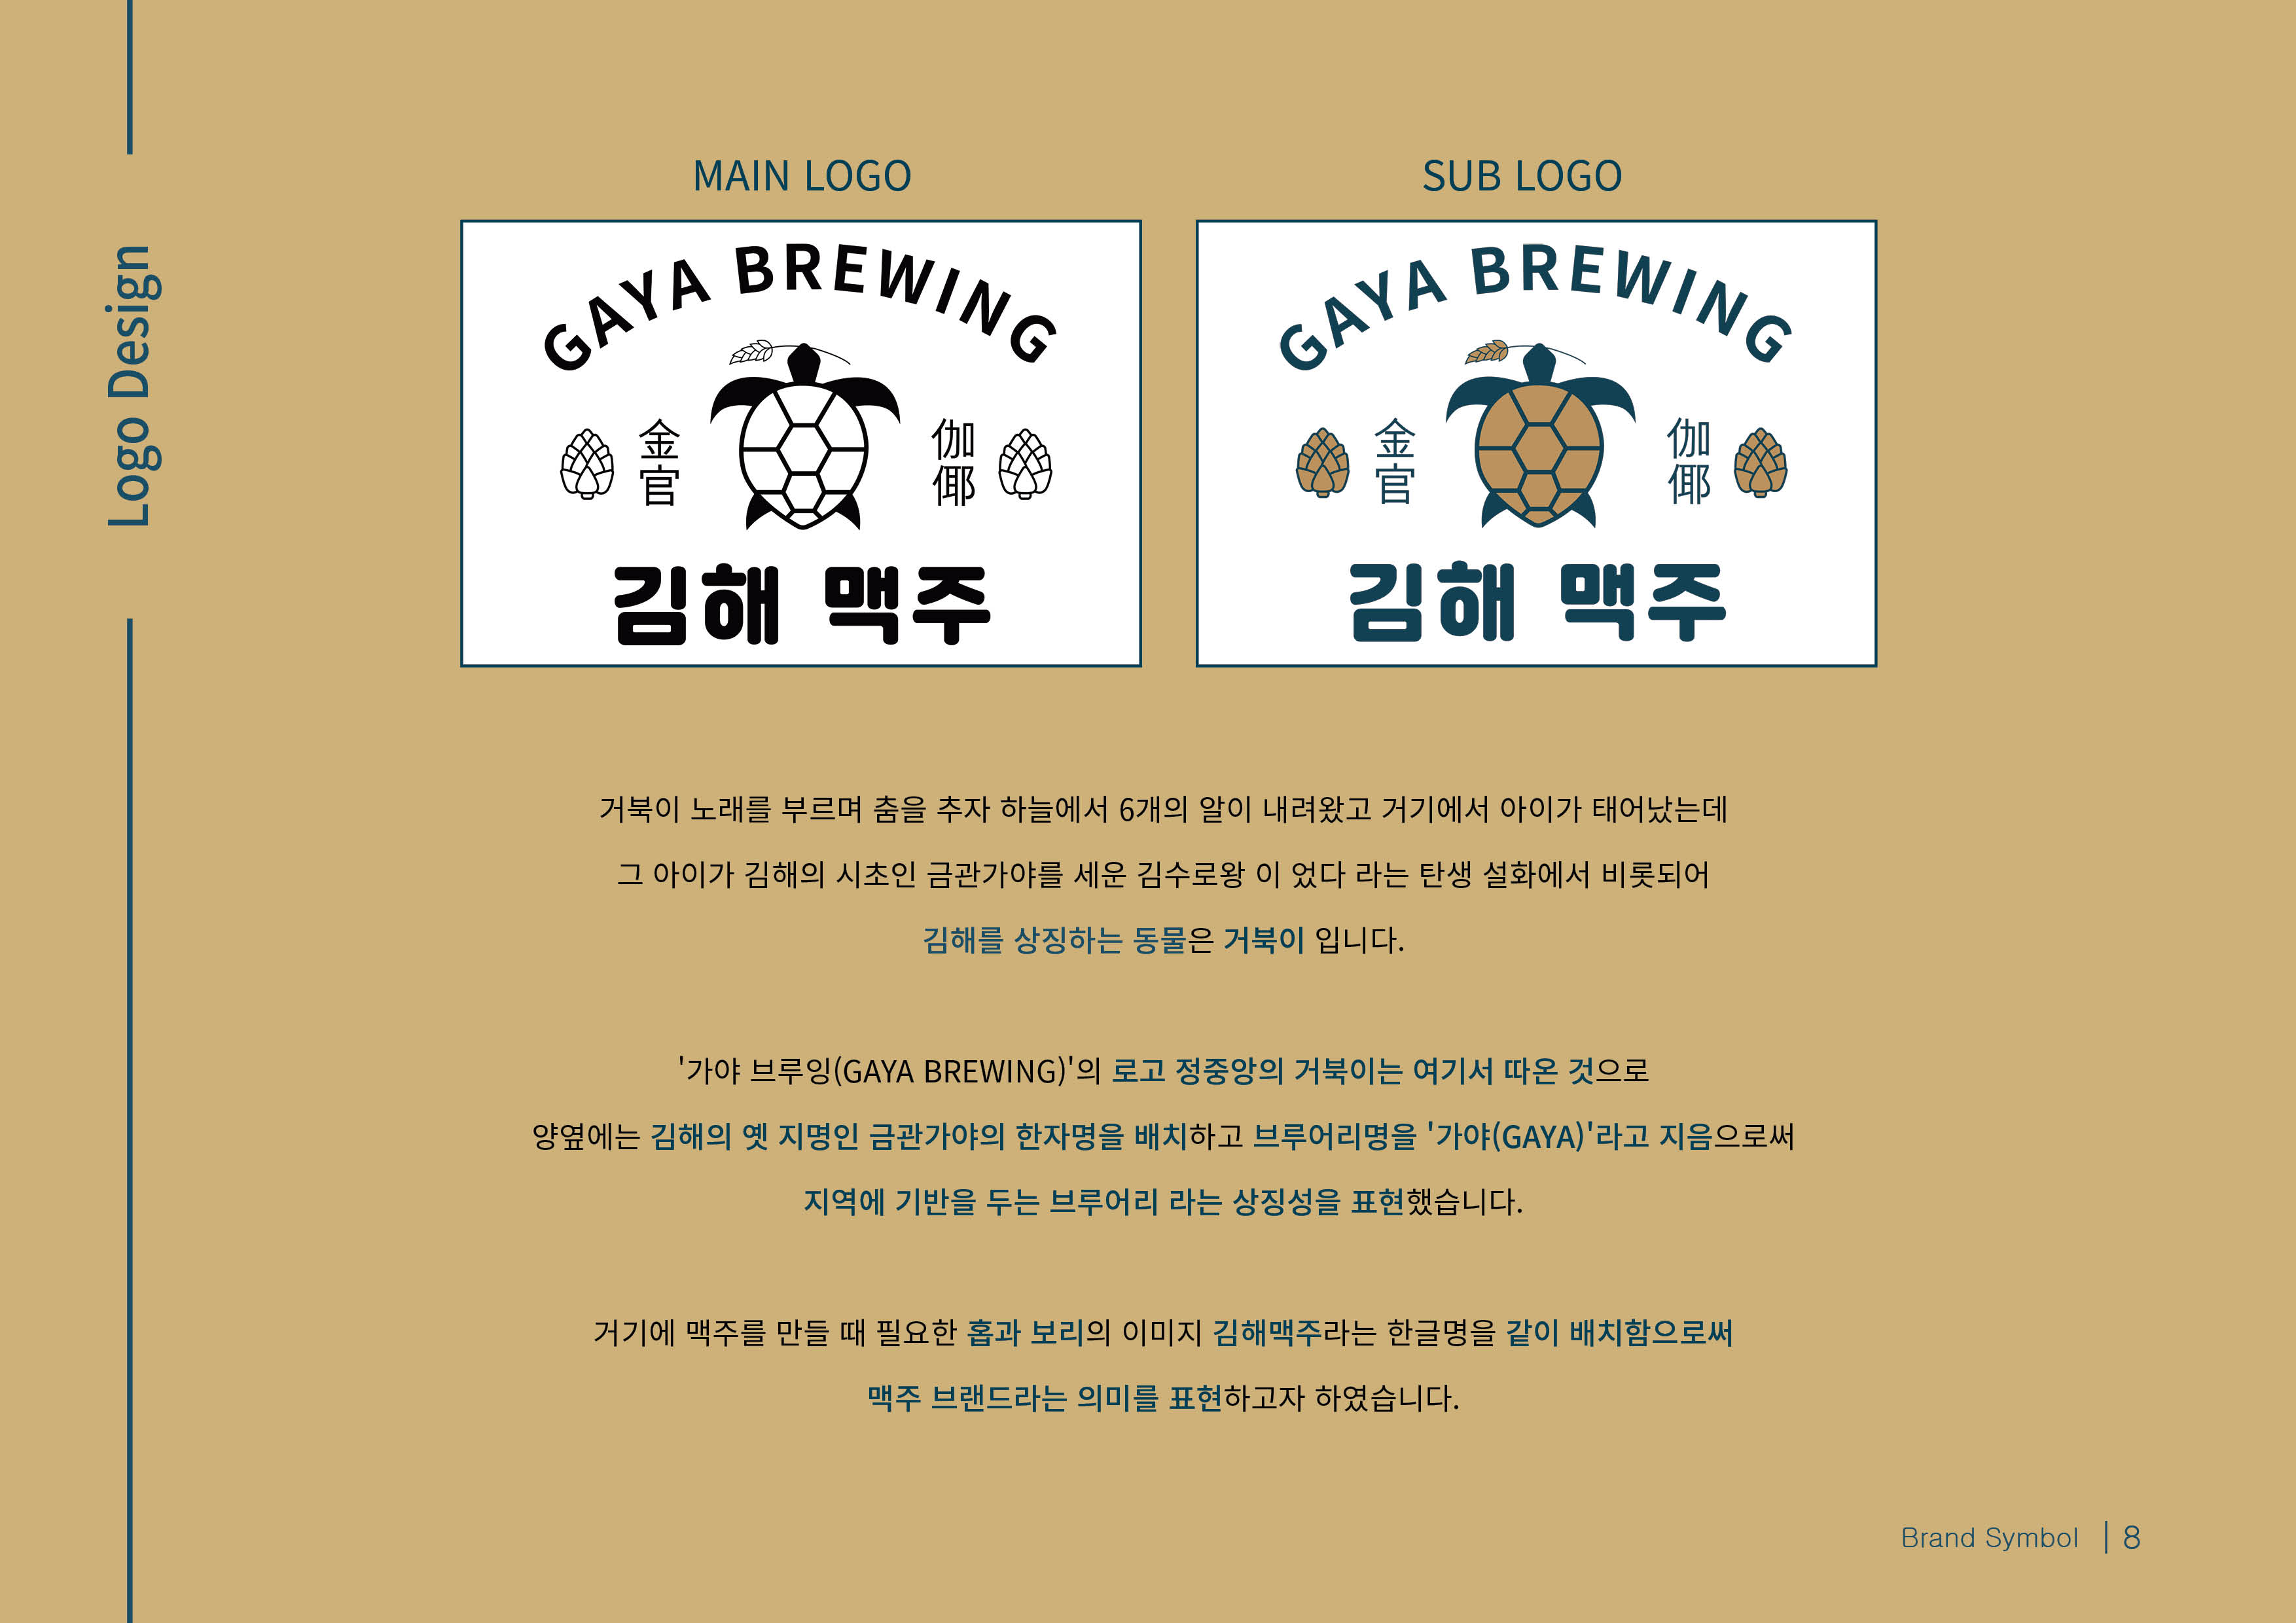 Logo Design
MAIN LOGO
GAYA BREWING
金官
伽倻
김해 맥주
SUB LOGO
GAYA BREWING
金官
伽倻
김해 맥주
거북이 노래를 부르며 춤을 추자 하늘에서 6개의 알이 내려왔고 거기에서 아이가 태어났는데
그 아이가 김해의 시초인 금관가야를 세운 김수로왕 이 었다 라는 탄생 설화에서 비롯되어
김해를 상징하는 동물은 거북이 입니다.
'가야 브루잉(GAYA BREWING)'의 로고 정중앙의 거북이는 여기서 따온 것으로
양옆에는 김해의 옛 지명인 금관가야의 한자명을 배치하고 브루어리명을 '가야(GAYA)'라고 지음으로써
지역에 기반을 두는 브루어리 라는 상징성을 표현했습니다.
거기에 맥주를 만들 때 필요한 홉과 보리의 이미지 김해맥주라는 한글명을 같이 배치함으로써
맥주 브랜드라는 의미를 표현하고자 하였습니다.
Brand Symbol | 8